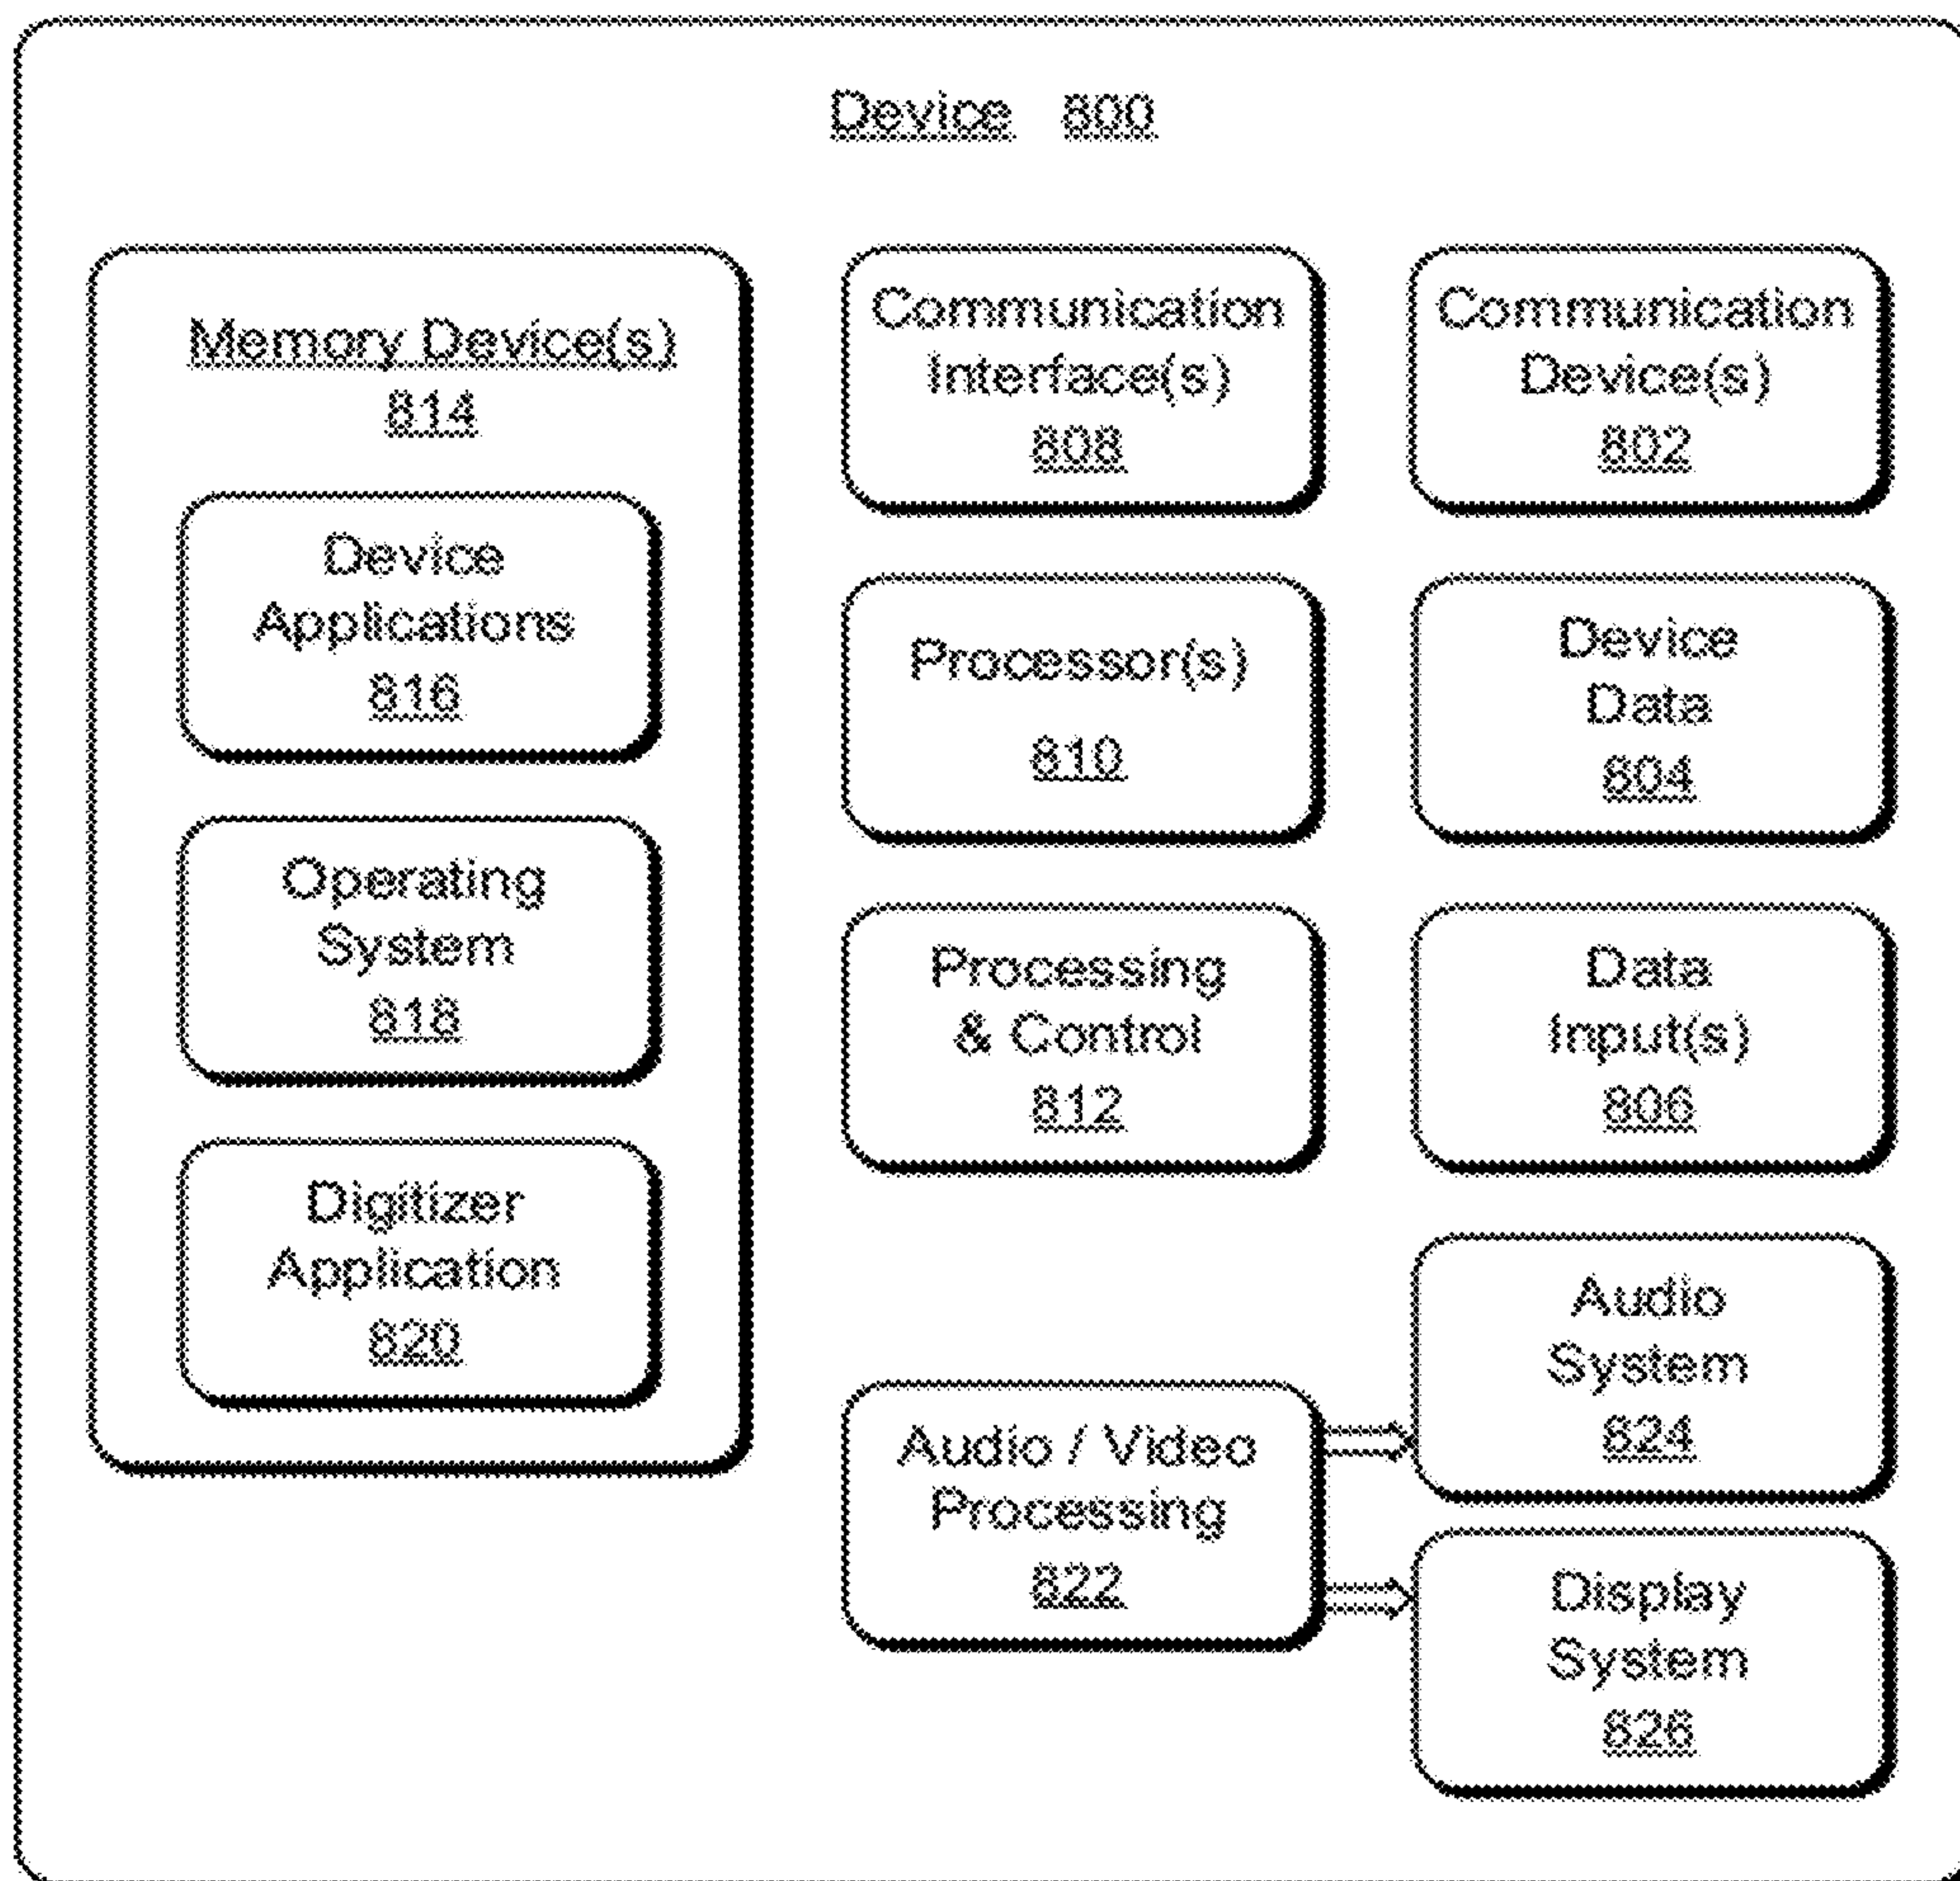 Device 800
Memory Device(s)
814
Device
Applications
816
Operating
System
818
Digitizer
Application
820
Communication
Interface(s)
808
Processor(s)
810
Processing
& Control
812
Audio / Video
Processing
822
Communication
Device(s)
802
Device
Data
804
Data
Input(s)
806
Audio
System
824
Display
System
826